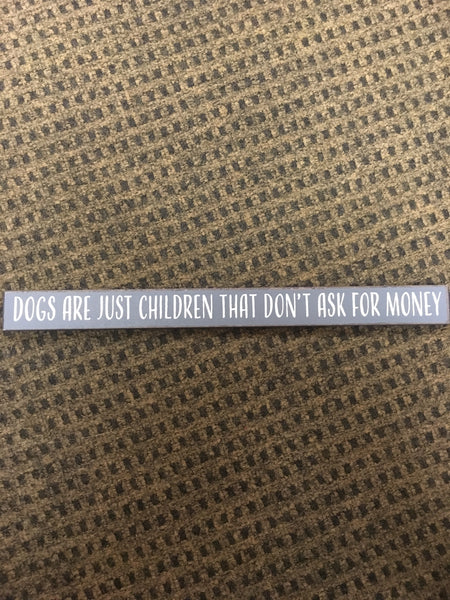 DOGS ARE JUST CHILDREN THAT DON'T ASK FOR MONEY